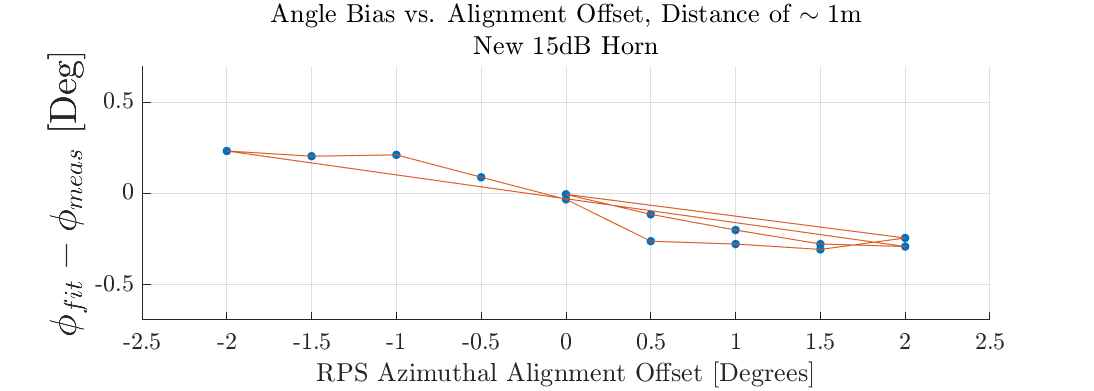 Angle Bias vs. Alignment Offset, Distance of ∼ 1m
New 15dB Horn
ϕ_fit − ϕ_meas [Deg]
0.5
0
-0.5
-2.5 -2 -1.5 -1 -0.5 0 0.5 1 1.5 2 2.5
RPS Azimuthal Alignment Offset [Degrees]